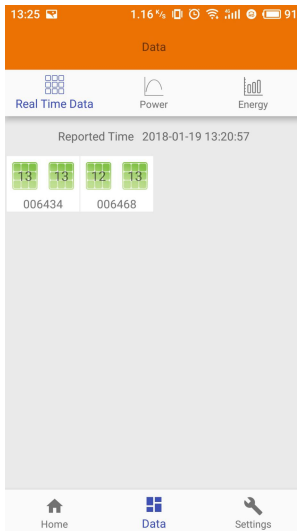 13:25 1.16 K/s 91
Data
Real Time Data Power Energy
Reported Time 2018-01-19 13:20:57
13 13 12 13
006434 006468
Home Data Settings